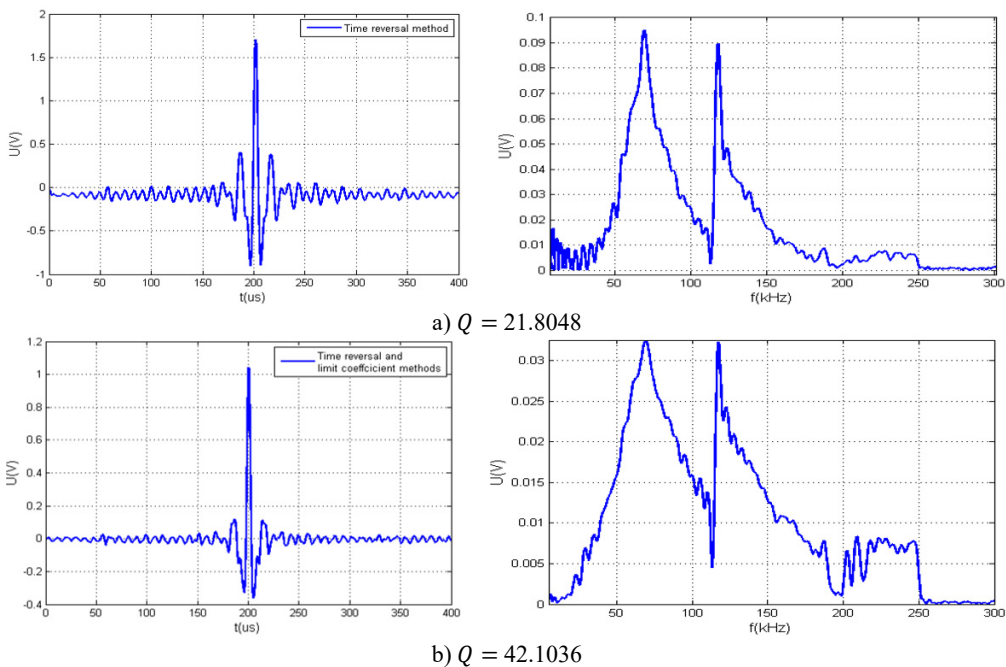 2
1.5
1
0.5
0
-0.5
-1
U(V)
0 50 100 150 200 250 300 350 400
t(us)
Time reversal method
0.1
0.09
0.08
0.07
0.06
0.05
0.04
0.03
0.02
0.01
0
U(V)
50 100 150 200 250 300
f(kHz)
a) Q = 21.8048
1.2
1
0.8
0.6
0.4
0.2
0
-0.2
-0.4
U(V)
0 50 100 150 200 250 300 350 400
t(us)
Time reversal and
limit coeffcicient methods
0.03
0.025
0.02
0.015
0.01
0.005
0
U(V)
50 100 150 200 250 300
f(kHz)
b) Q = 42.1036